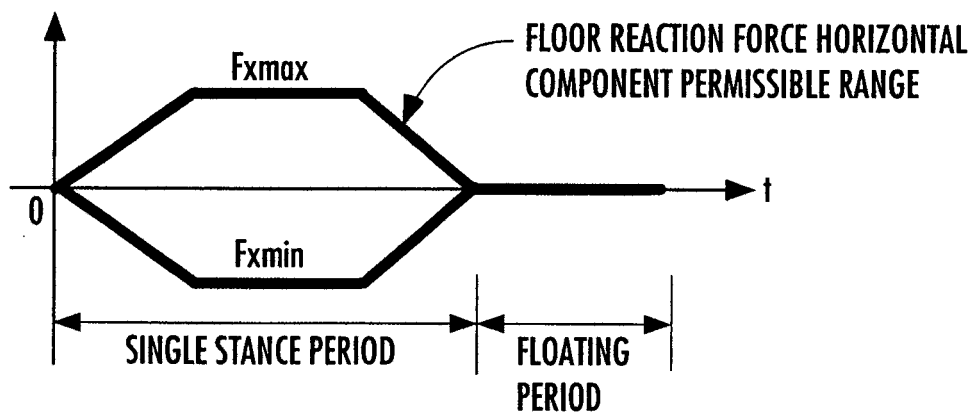 Fxmax
FLOOR REACTION FORCE HORIZONTAL
COMPONENT PERMISSIBLE RANGE
0
t
Fxmin
SINGLE STANCE PERIOD
FLOATING
PERIOD